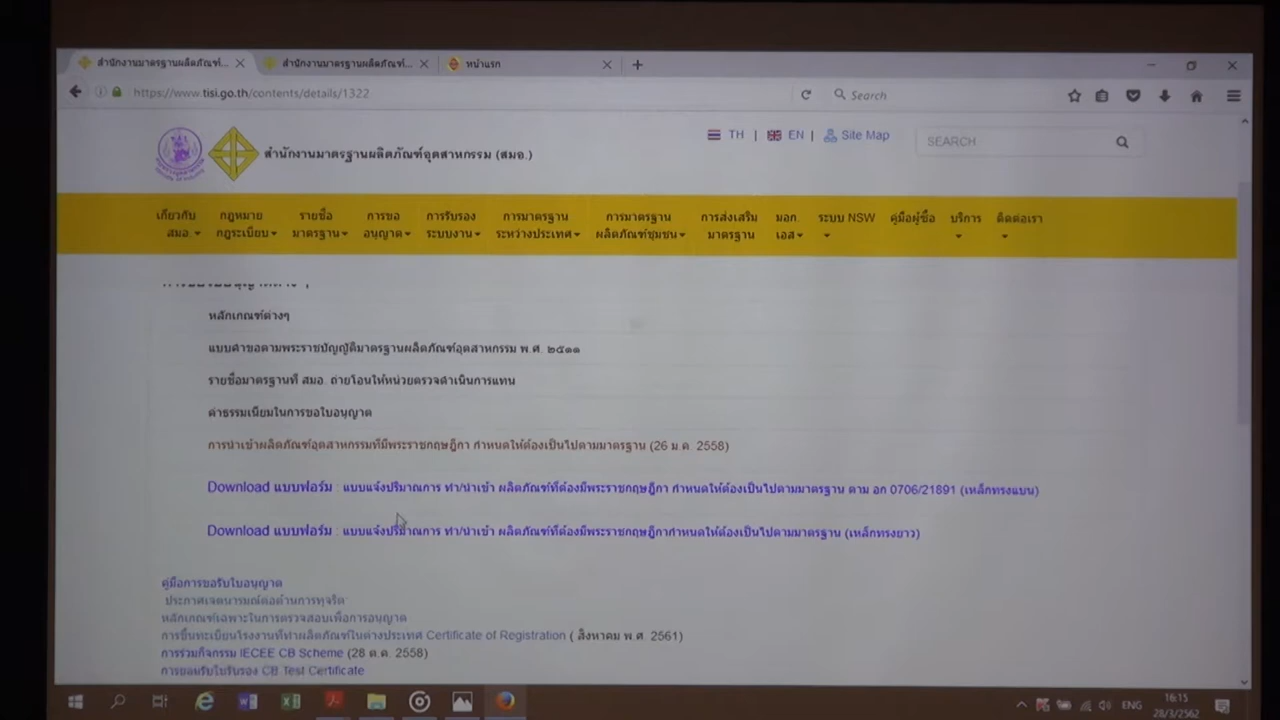 สำนักงานมาตรฐานผลิตภัณฑ์... สำนักงานมาตรฐานผลิตภัณฑ์... หน้าแรก
https://www.tisi.go.th/contents/details/1322 Search
TH | EN | Site Map SEARCH
สำนักงานมาตรฐานผลิตภัณฑ์อุตสาหกรรม (สมอ.)
เกี่ยวกับ สมอ. กฎหมาย กฎระเบียบ รายชื่อ มาตรฐาน การขอ อนุญาต การรับรอง ระบบงาน การมาตรฐาน ระหว่างประเทศ การมาตรฐาน ผลิตภัณฑ์ชุมชน การส่งเสริม มาตรฐาน มอก. เอส ระบบ NSW คู่มือผู้ซื้อ บริการ ติดต่อเรา
หลักเกณฑ์ต่างๆ
แบบคำขอตามพระราชบัญญัติมาตรฐานผลิตภัณฑ์อุตสาหกรรม พ.ศ. ๒๕๑๑
รายชื่อมาตรฐานที่ สมอ. ถ่ายโอนให้หน่วยตรวจดำเนินการแทน
ค่าธรรมเนียมในการขอใบอนุญาต
การนำเข้าผลิตภัณฑ์อุตสาหกรรมที่มีพระราชกฤษฎีกา กำหนดให้ต้องเป็นไปตามมาตรฐาน (26 ม.ค. 2558)
Download แบบฟอร์ม : แบบแจ้งปริมาณการ ทำ/นำเข้า ผลิตภัณฑ์ที่ต้องมีพระราชกฤษฎีกา กำหนดให้ต้องเป็นไปตามมาตรฐาน ตาม อก 0706/21891 (เหล็กทรงแบน)
Download แบบฟอร์ม : แบบแจ้งปริมาณการ ทำ/นำเข้า ผลิตภัณฑ์ที่ต้องมีพระราชกฤษฎีกากำหนดให้ต้องเป็นไปตามมาตรฐาน (เหล็กทรงยาว)
คู่มือการขอรับใบอนุญาต
"ประกาศเจตนารมณ์ต่อต้านการทุจริต"
หลักเกณฑ์เฉพาะในการตรวจสอบเพื่อการอนุญาต
การขึ้นทะเบียนโรงงานที่ทำผลิตภัณฑ์ในต่างประเทศ Certificate of Registration ( สิงหาคม พ.ศ. 2561)
การร่วมกิจกรรม IECEE CB Scheme (28 ต.ค. 2558)
การยอมรับใบรับรอง CB Test Certificate
ENG
16:15
28/3/2562